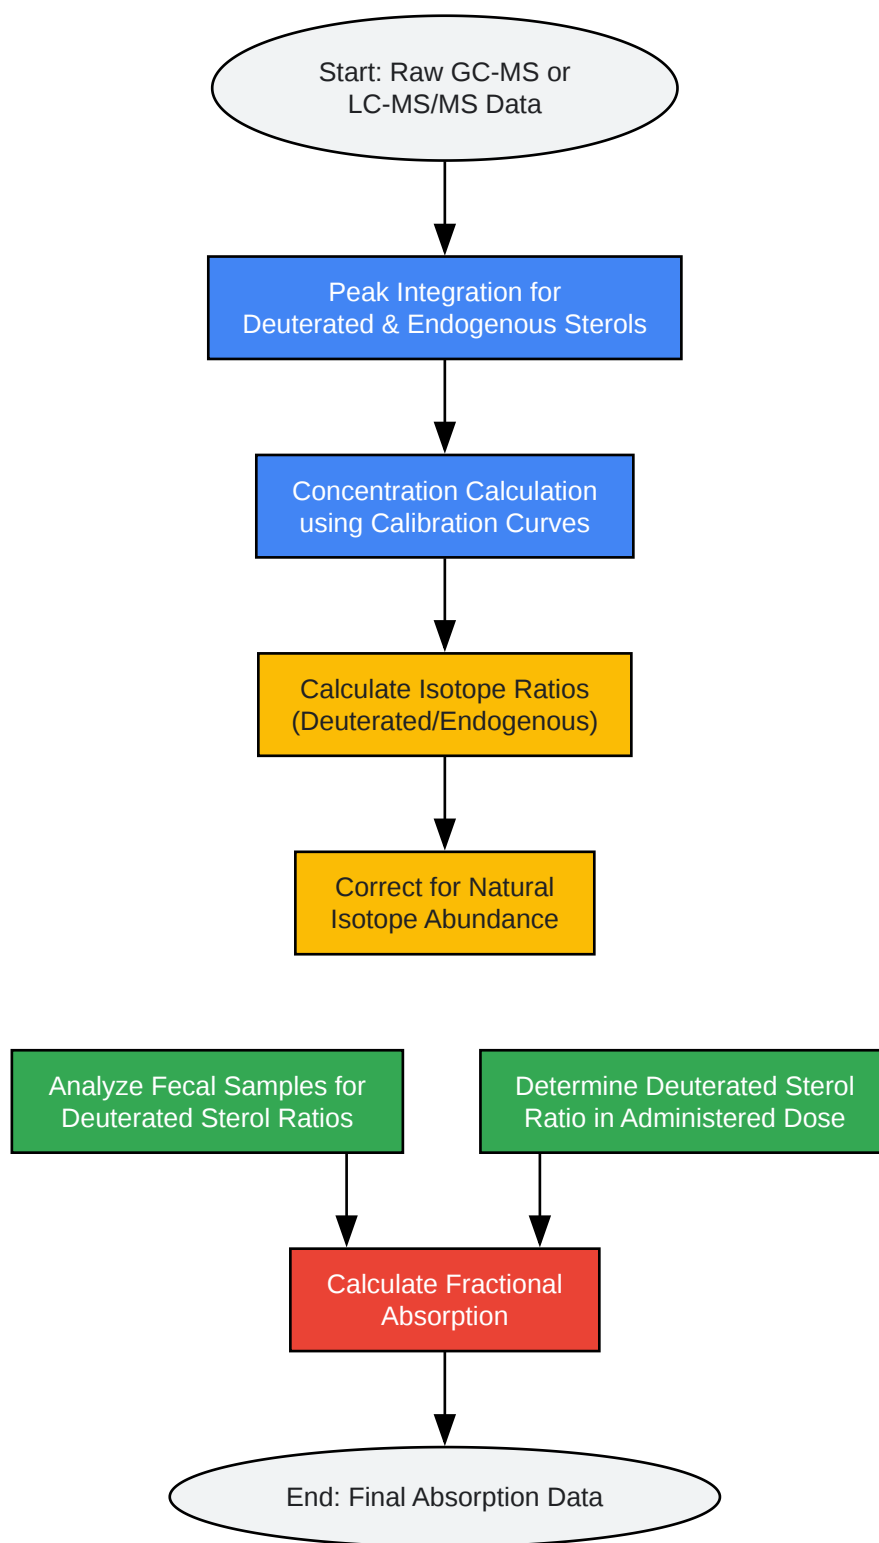 Start: Raw GC-MS or
LC-MS/MS Data
Peak Integration for
Deuterated & Endogenous Sterols
Concentration Calculation
using Calibration Curves
Calculate Isotope Ratios
(Deuterated/Endogenous)
Correct for Natural
Isotope Abundance
Analyze Fecal Samples for
Deuterated Sterol Ratios
Determine Deuterated Sterol
Ratio in Administered Dose
Calculate Fractional
Absorption
End: Final Absorption Data